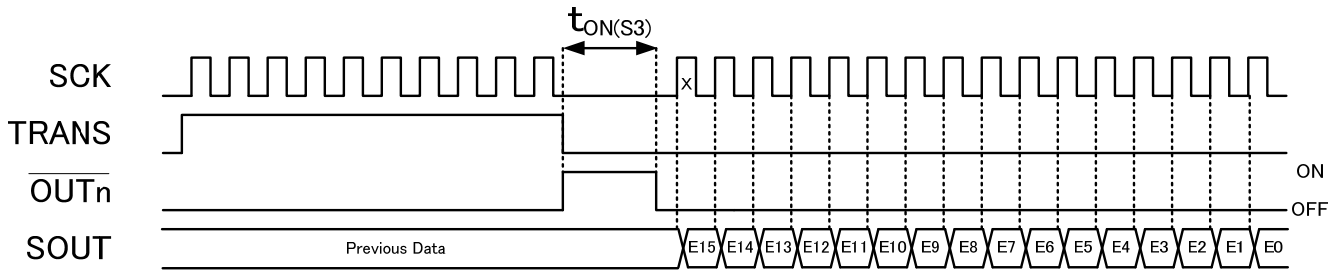 tON(S3)
SCK
X
TRANS
OUTn
ON
OFF
SOUT
Previous Data
E15
E14
E13
E12
E11
E10
E9
E8
E7
E6
E5
E4
E3
E2
E1
E0